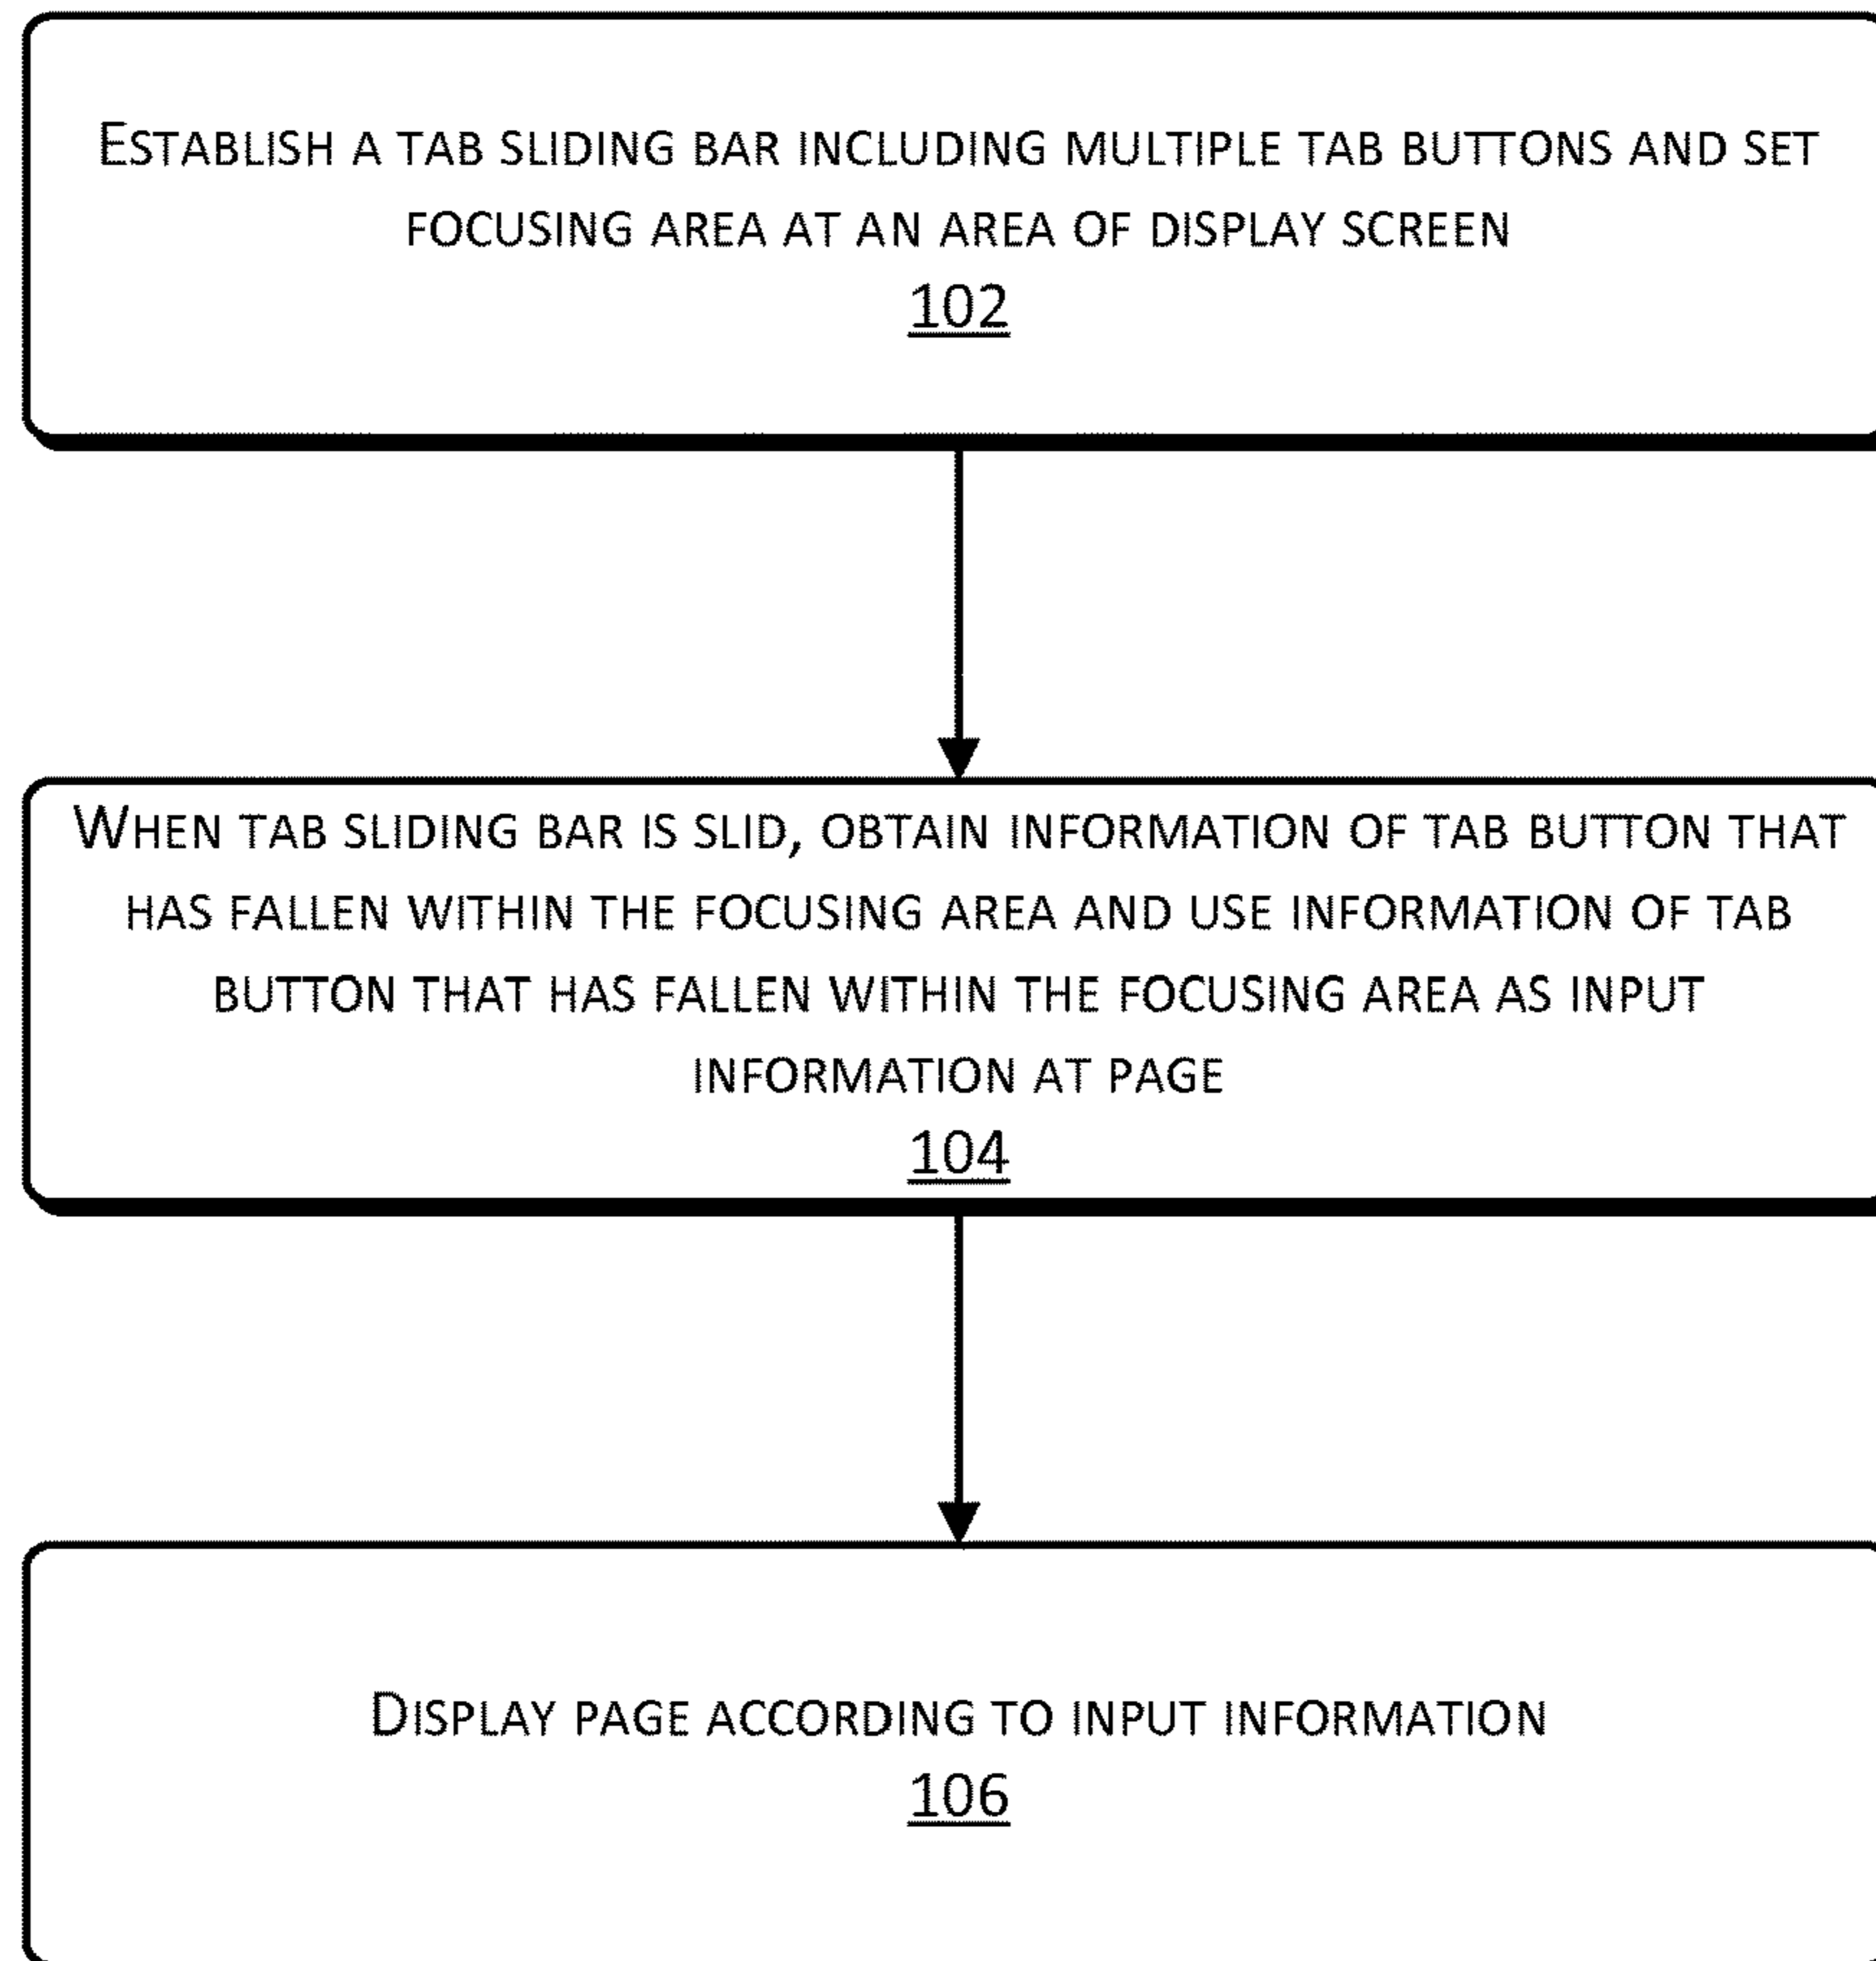 ESTABLISH A TAB SLIDING BAR INCLUDING MULTIPLE TAB BUTTONS AND SET
FOCUSING AREA AT AN AREA OF DISPLAY SCREEN
102
WHEN TAB SLIDING BAR IS SLID, OBTAIN INFORMATION OF TAB BUTTON THAT
HAS FALLEN WITHIN THE FOCUSING AREA AND USE INFORMATION OF TAB
BUTTON THAT HAS FALLEN WITHIN THE FOCUSING AREA AS INPUT
INFORMATION AT PAGE
104
DISPLAY PAGE ACCORDING TO INPUT INFORMATION
106